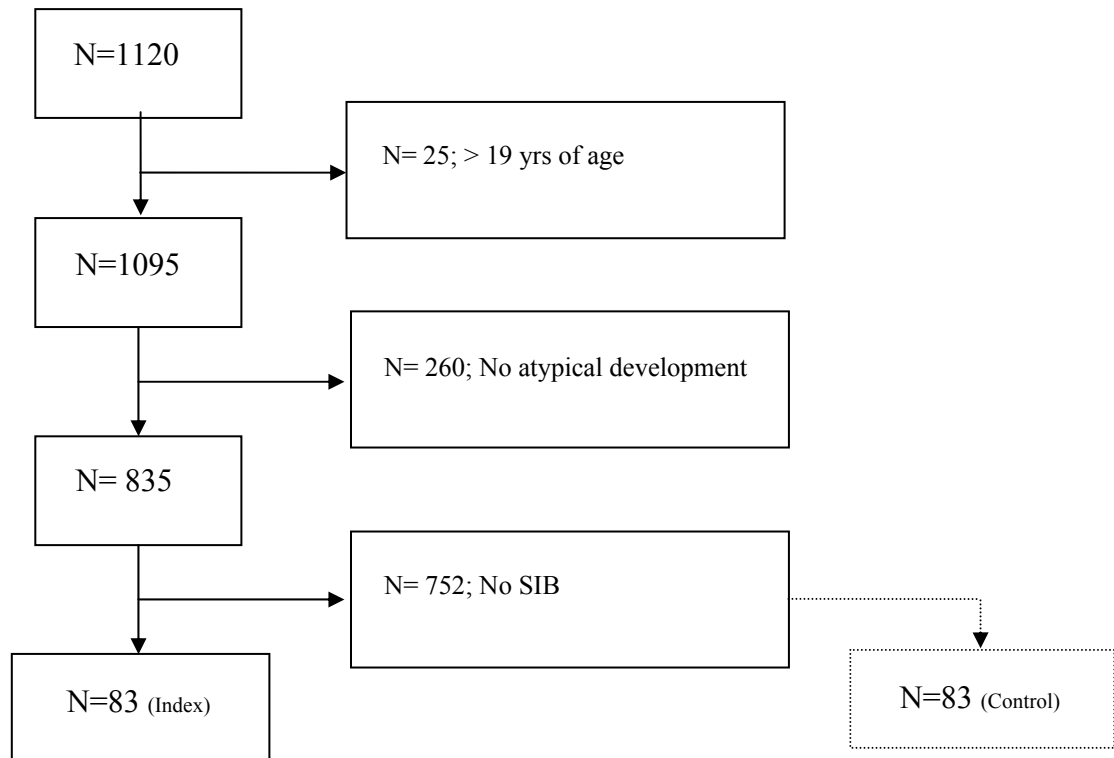 N=1120
N= 25; > 19 yrs of age
N=1095
N= 260; No atypical development
N= 835
N= 752; No SIB
N=83 (Index)
N=83 (Control)